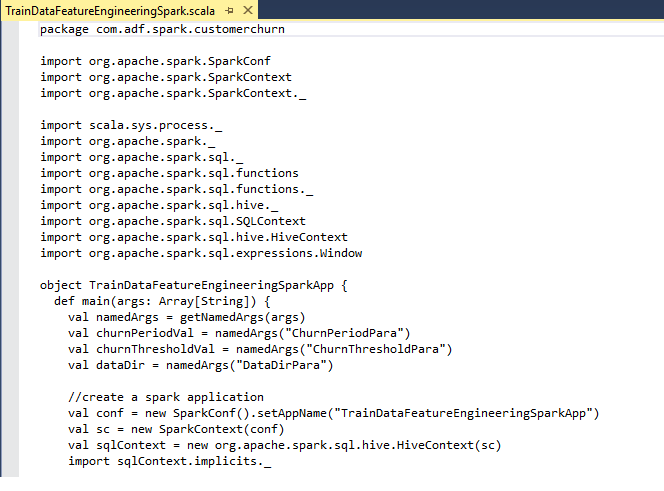 TrainDataFeatureEngineeringSpark.scala
package com.adf.spark.customerchurn
import org.apache.spark.SparkConf
import org.apache.spark.SparkContext
import org.apache.spark.SparkContext._
import scala.sys.process._
import org.apache.spark._
import org.apache.spark.sql._
import org.apache.spark.sql.functions
import org.apache.spark.sql.functions._
import org.apache.spark.sql.hive._
import org.apache.spark.sql.SQLContext
import org.apache.spark.sql.hive.HiveContext
import org.apache.spark.sql.expressions.Window
object TrainDataFeatureEngineeringSparkApp {
def main(args: Array[String]) {
val namedArgs = getNamedArgs(args)
val churnPeriodVal = namedArgs("ChurnPeriodPara")
val churnThresholdVal = namedArgs("ChurnThresholdPara")
val dataDir = namedArgs("DataDirPara")
//create a spark application
val conf = new SparkConf().setAppName("TrainDataFeatureEngineeringSparkApp")
val sc = new SparkContext(conf)
val sqlContext = new org.apache.spark.sql.hive.HiveContext(sc)
import sqlContext.implicits._